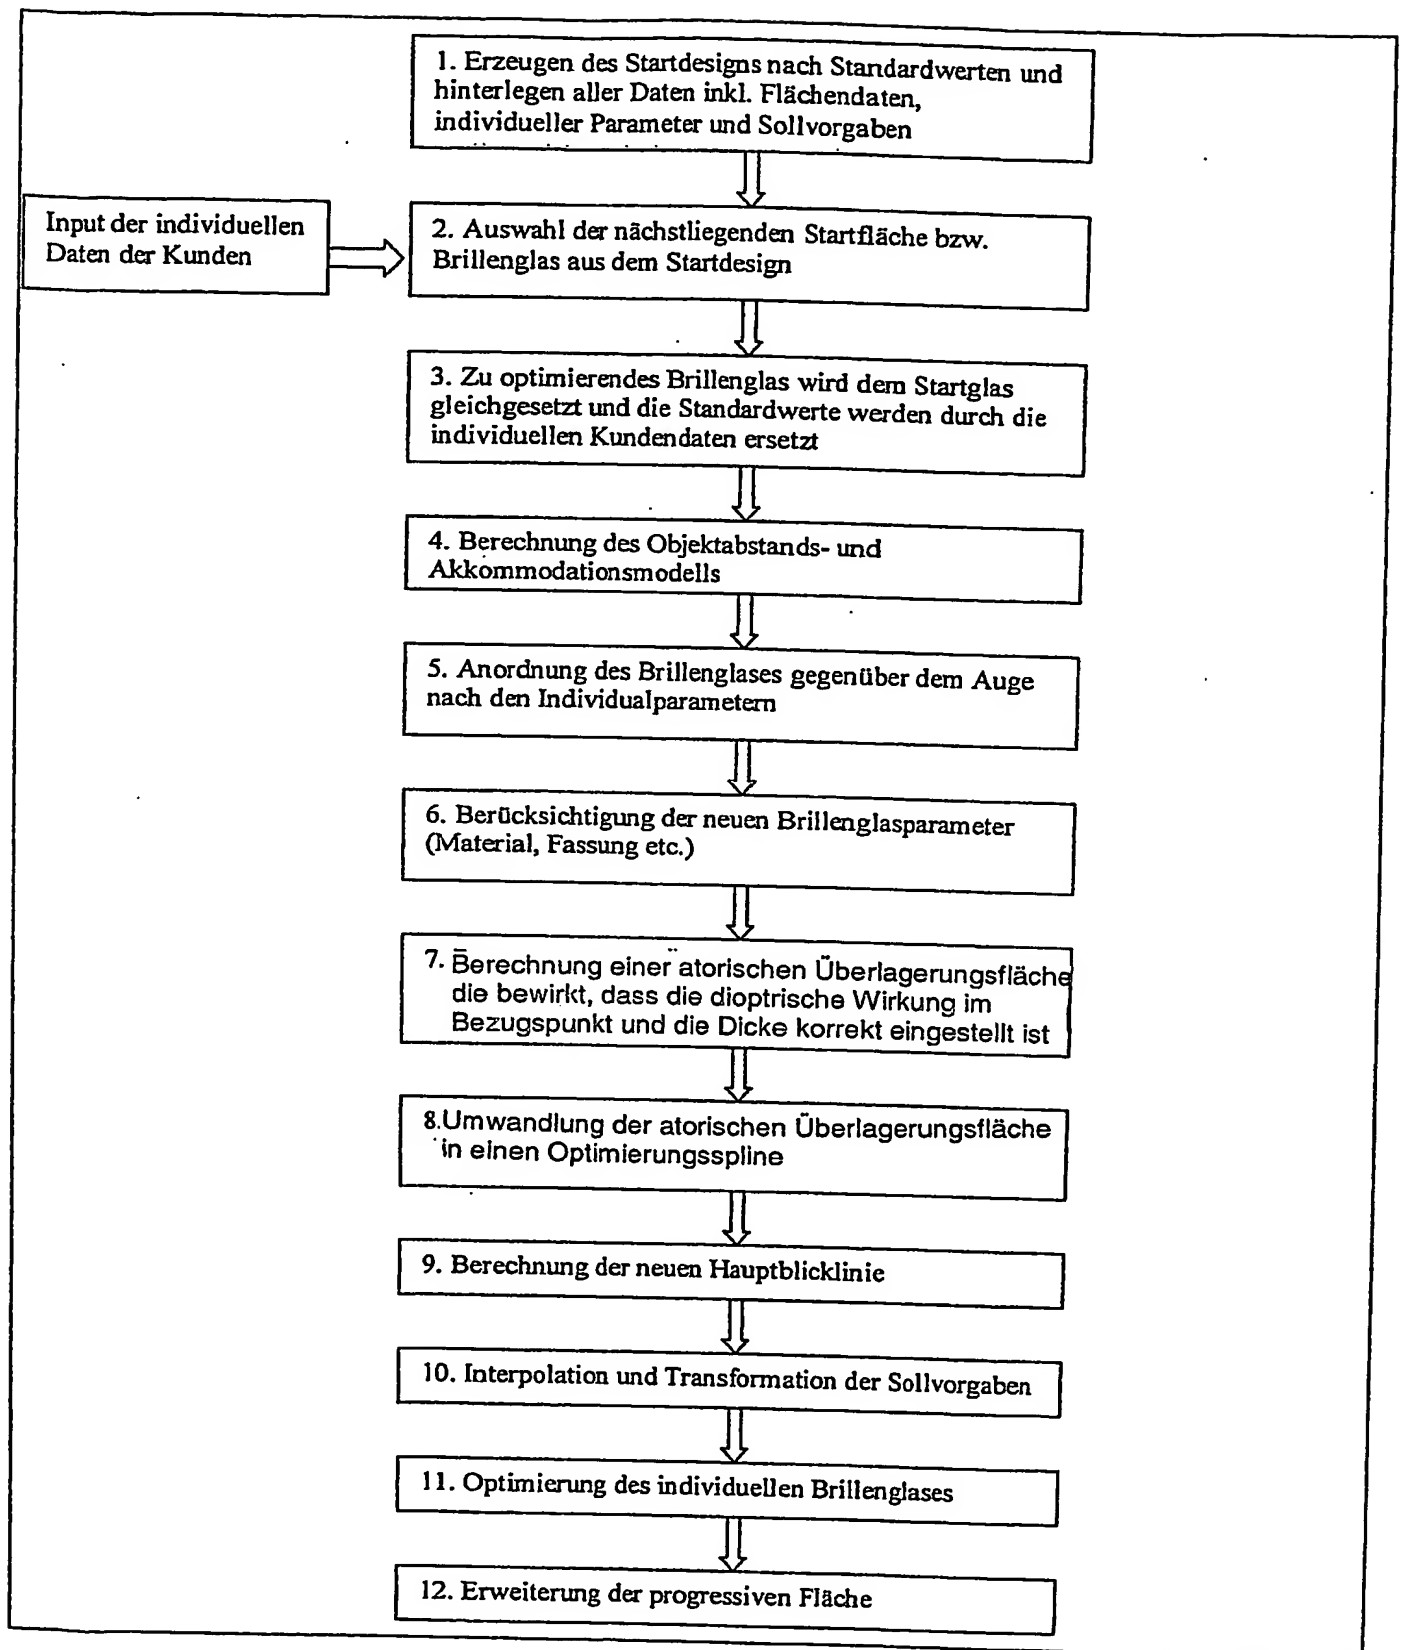 1. Erzeugen des Startdesigns nach Standardwerten und
hinterlegen aller Daten inkl. Flächendaten,
individueller Parameter und Sollvorgaben
Input der individuellen
Daten der Kunden
2. Auswahl der nächstliegenden Startfläche bzw.
Brillenglas aus dem Startdesign
3. Zu optimierendes Brillenglas wird dem Startglas
gleichgesetzt und die Standardwerte werden durch die
individuellen Kundendaten ersetzt
4. Berechnung des Objektabstands- und
Akkommodationsmodells
5. Anordnung des Brillenglases gegenüber dem Auge
nach den Individualparametern
6. Berücksichtigung der neuen Brillenglasparameter
(Material, Fassung etc.)
7. Berechnung einer atorischen Überlagerungsfläche
die bewirkt, dass die dioptrische Wirkung im
Bezugspunkt und die Dicke korrekt eingestellt ist
8.Umwandlung der atorischen Überlagerungsfläche
in einen Optimierungsspline
9. Berechnung der neuen Hauptblicklinie
10. Interpolation und Transformation der Sollvorgaben
11. Optimierung des individuellen Brillenglases
12. Erweiterung der progressiven Fläche